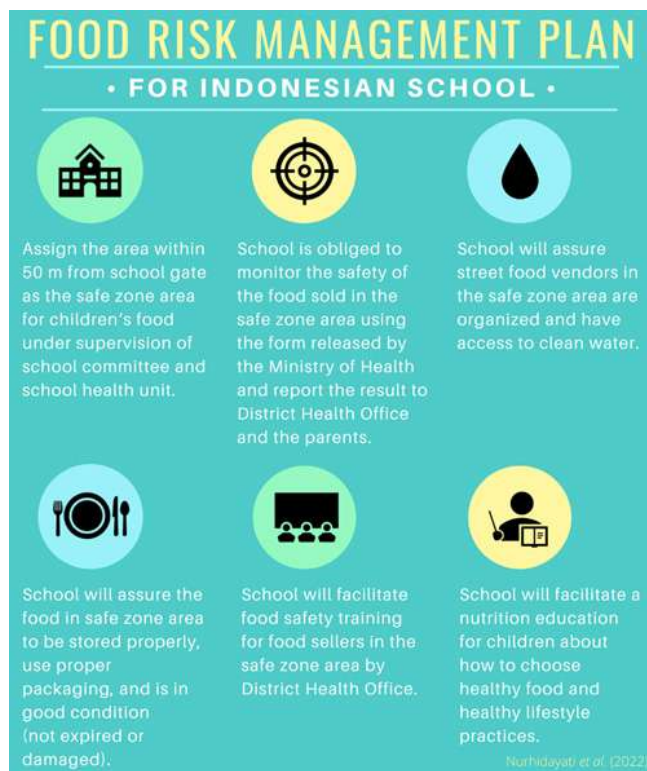 FOOD RISK MANAGEMENT PLAN
• FOR INDONESIAN SCHOOL •
Assign the area within
50 m from school gate
as the safe zone area
for children's food
under supervision of
school committee and
school health unit.
School is obliged to
monitor the safety of
the food sold in the
safe zone area using
the form released by
the Ministry of Health
and report the result to
District Health Office
and the parents.
School will assure
street food vendors in
the safe zone area are
organized and have
access to clean water.
School will assure the
food in safe zone area
to be stored properly,
use proper
packaging, and is in
good condition
(not expired or
damaged).
School will facilitate
food safety training
for food sellers in the
safe zone area by
District Health Office.
School will facilitate a
nutrition education
for children about
how to choose
healthy food and
healthy lifestyle
practices.
Nurhidayati et al. (2022)